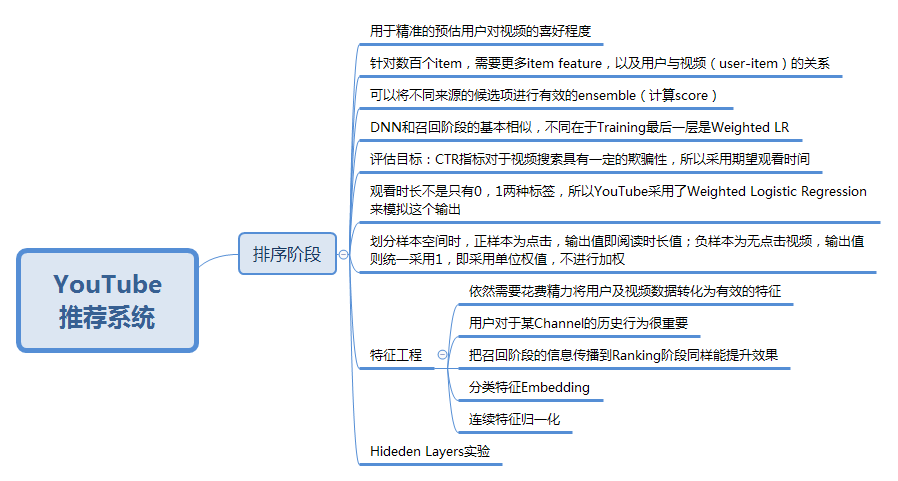 YouTube
推荐系统
排序阶段
用于精准的预估用户对视频的喜好程度
针对数百个item，需要更多item feature，以及用户与视频（user-item）的关系
可以将不同来源的候选项进行有效的ensemble（计算score）
DNN和召回阶段的基本相似，不同在于Training最后一层是Weighted LR
评估目标：CTR指标对于视频搜索具有一定的欺骗性，所以采用期望观看时间
观看时长不是只有0，1两种标签，所以YouTube采用了Weighted Logistic Regression
来模拟这个输出
划分样本空间时，正样本为点击，输出值即阅读时长值；负样本为无点击视频，输出值
则统一采用1，即采用单位权值，不进行加权
特征工程
依然需要花费精力将用户及视频数据转化为有效的特征
用户对于某Channel的历史行为很重要
把召回阶段的信息传播到Ranking阶段同样能提升效果
分类特征Embedding
连续特征归一化
Hideden Layers实验